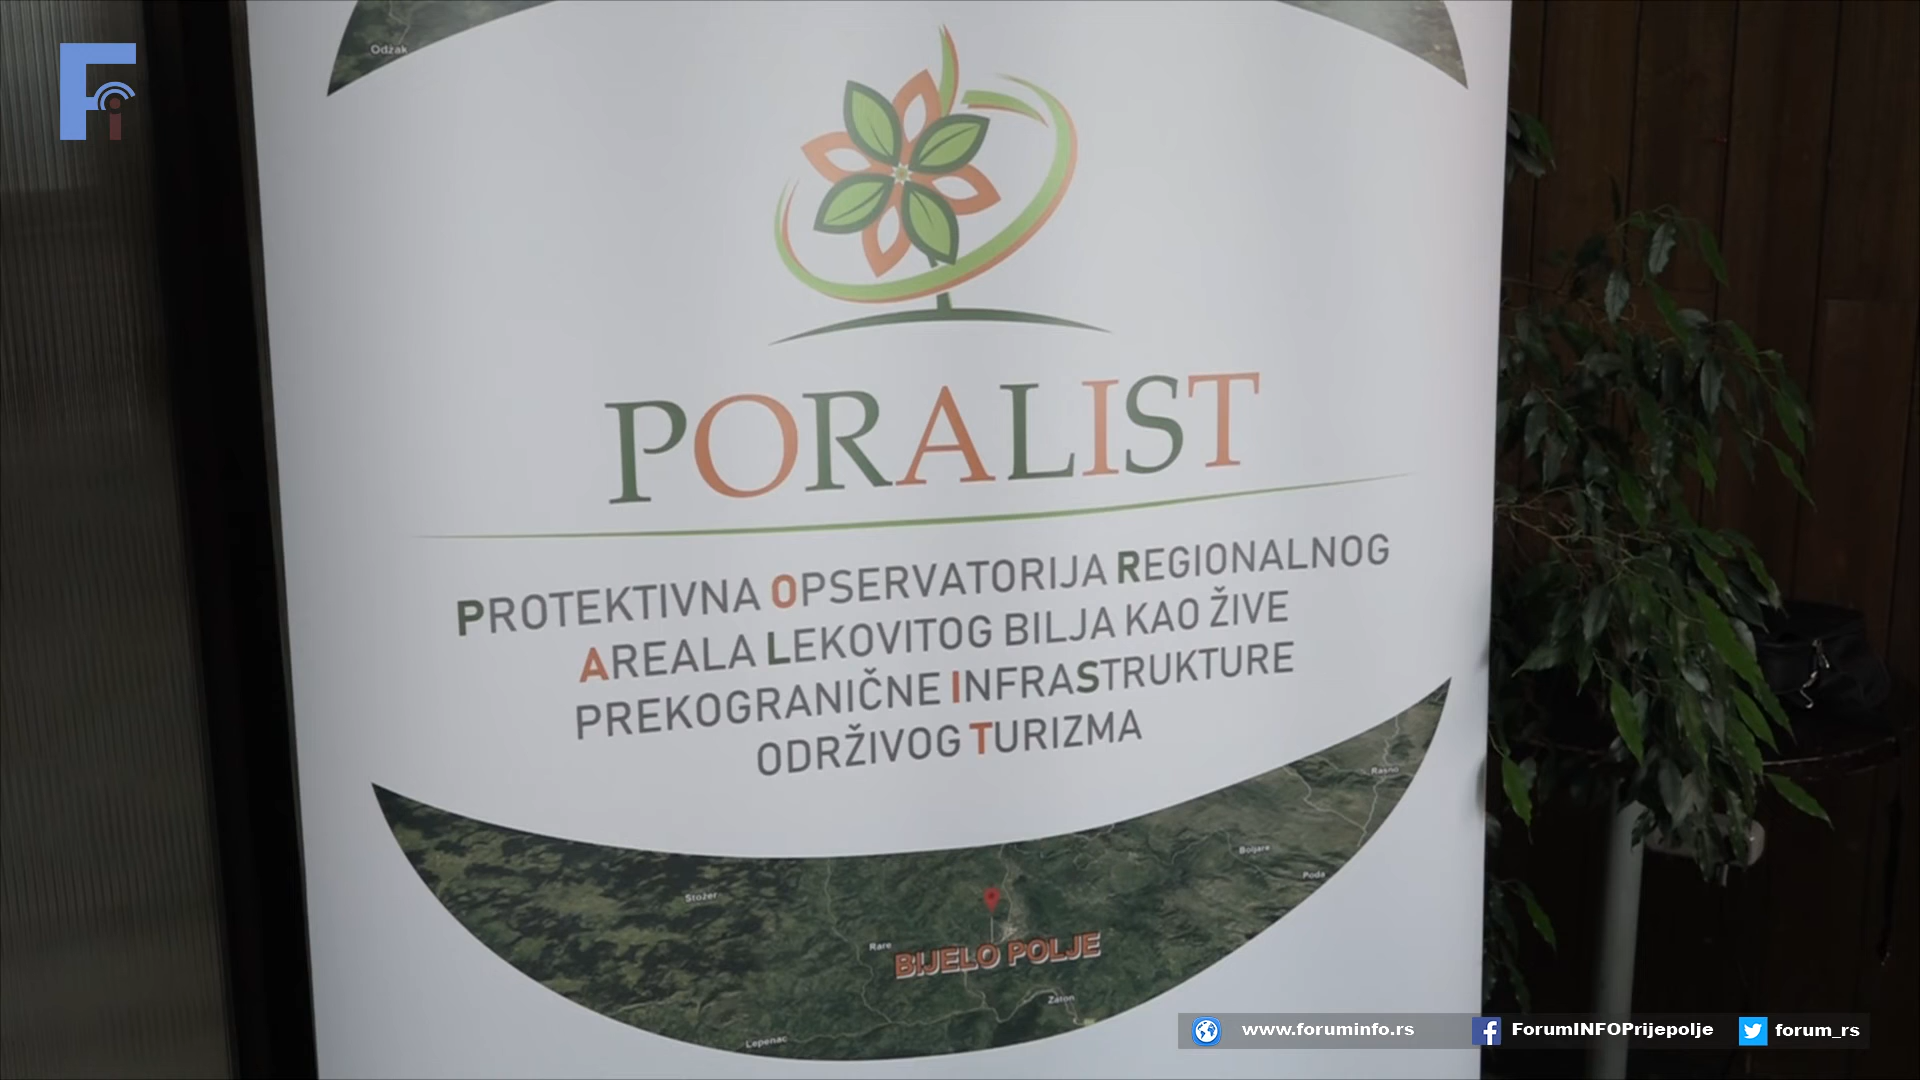 Odžak
Fi
PORALIST
PROTEKTIVNA OPSERVATORIJA REGIONALNOG
AREALA LEKOVITOG BILJA KAO ŽIVE
PREKOGRANIČNE INFRASTRUKTURE
ODRŽIVOG TURIZMA
Rasno
Boljare
Poda
Stožer
Rare
BIJELO POLJE
Zaton
Lepenac
www.foruminfo.rs
ForumINFOPrijepolje
forum_rs